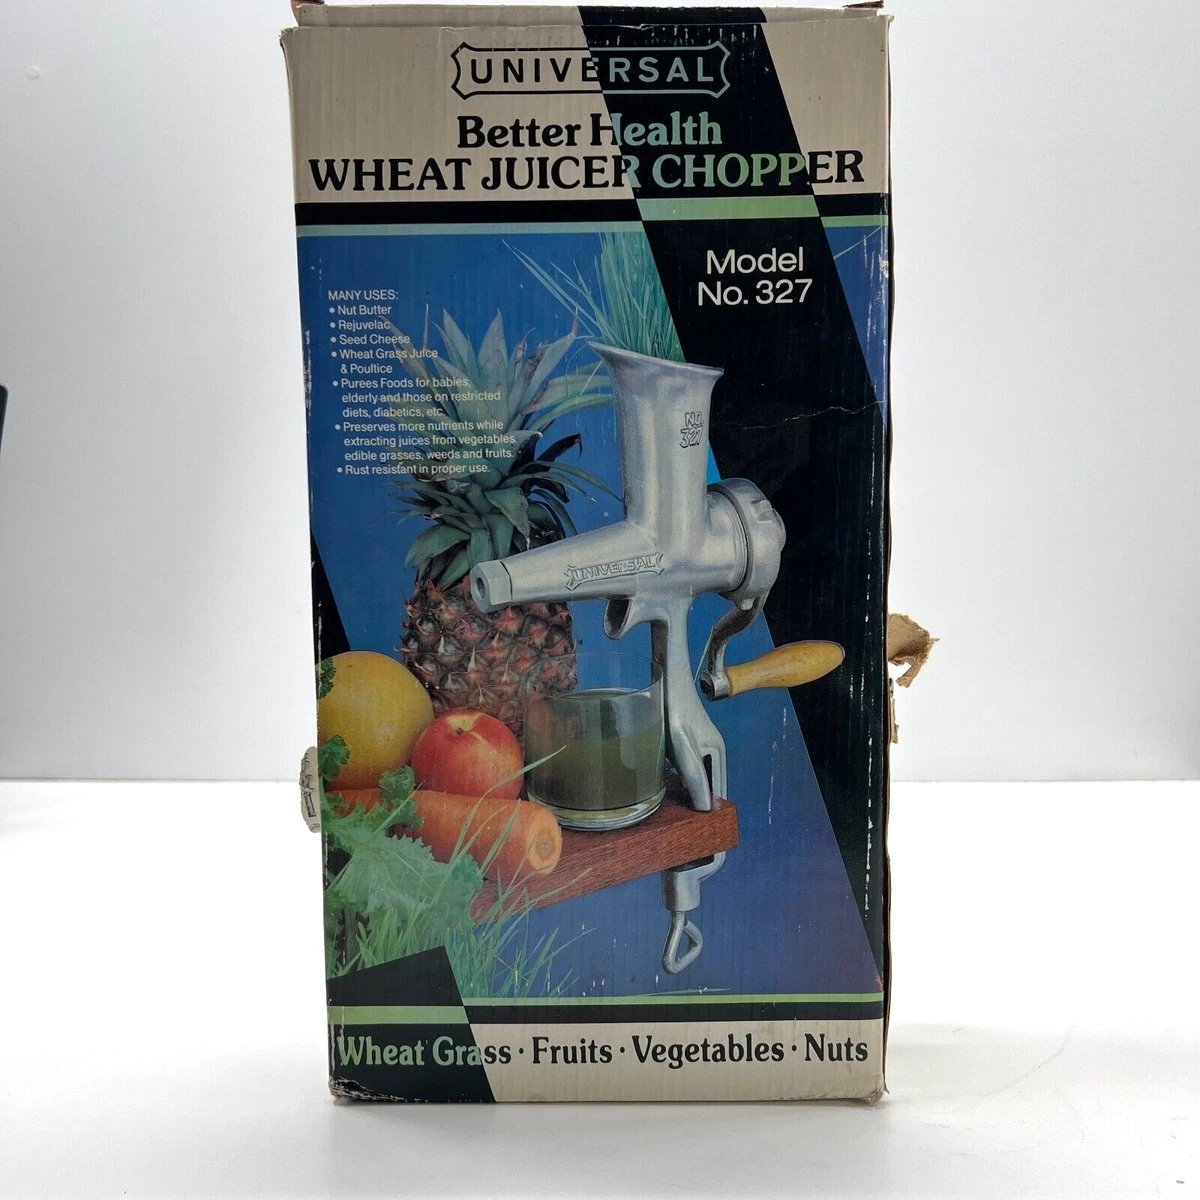 UNIVERSAL
Better Health
WHEAT JUICER CHOPPER
Model
No. 327
MANY USES:
• Nut Butter
• Rejuvelac
• Seed Cheese
• Wheat Grass Juice
& Poultice
• Purees Foods for babies,
elderly and those on restricted
diets, diabetics, etc.
• Preserves more nutrients while
extracting juices from vegetables
edible grasses, weeds and fruits.
• Rust resistant in proper use.
NO.
327
UNIVERSAL
Wheat Grass · Fruits · Vegetables · Nuts